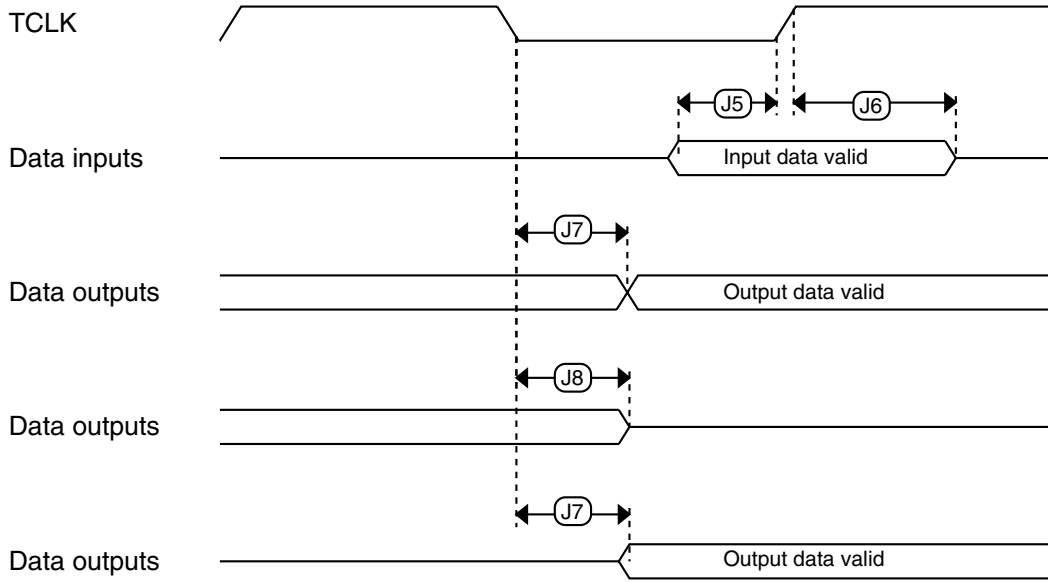 TCLK
J5
J6
Data inputs
Input data valid
J7
Data outputs
Output data valid
J8
Data outputs
J7
Data outputs
Output data valid